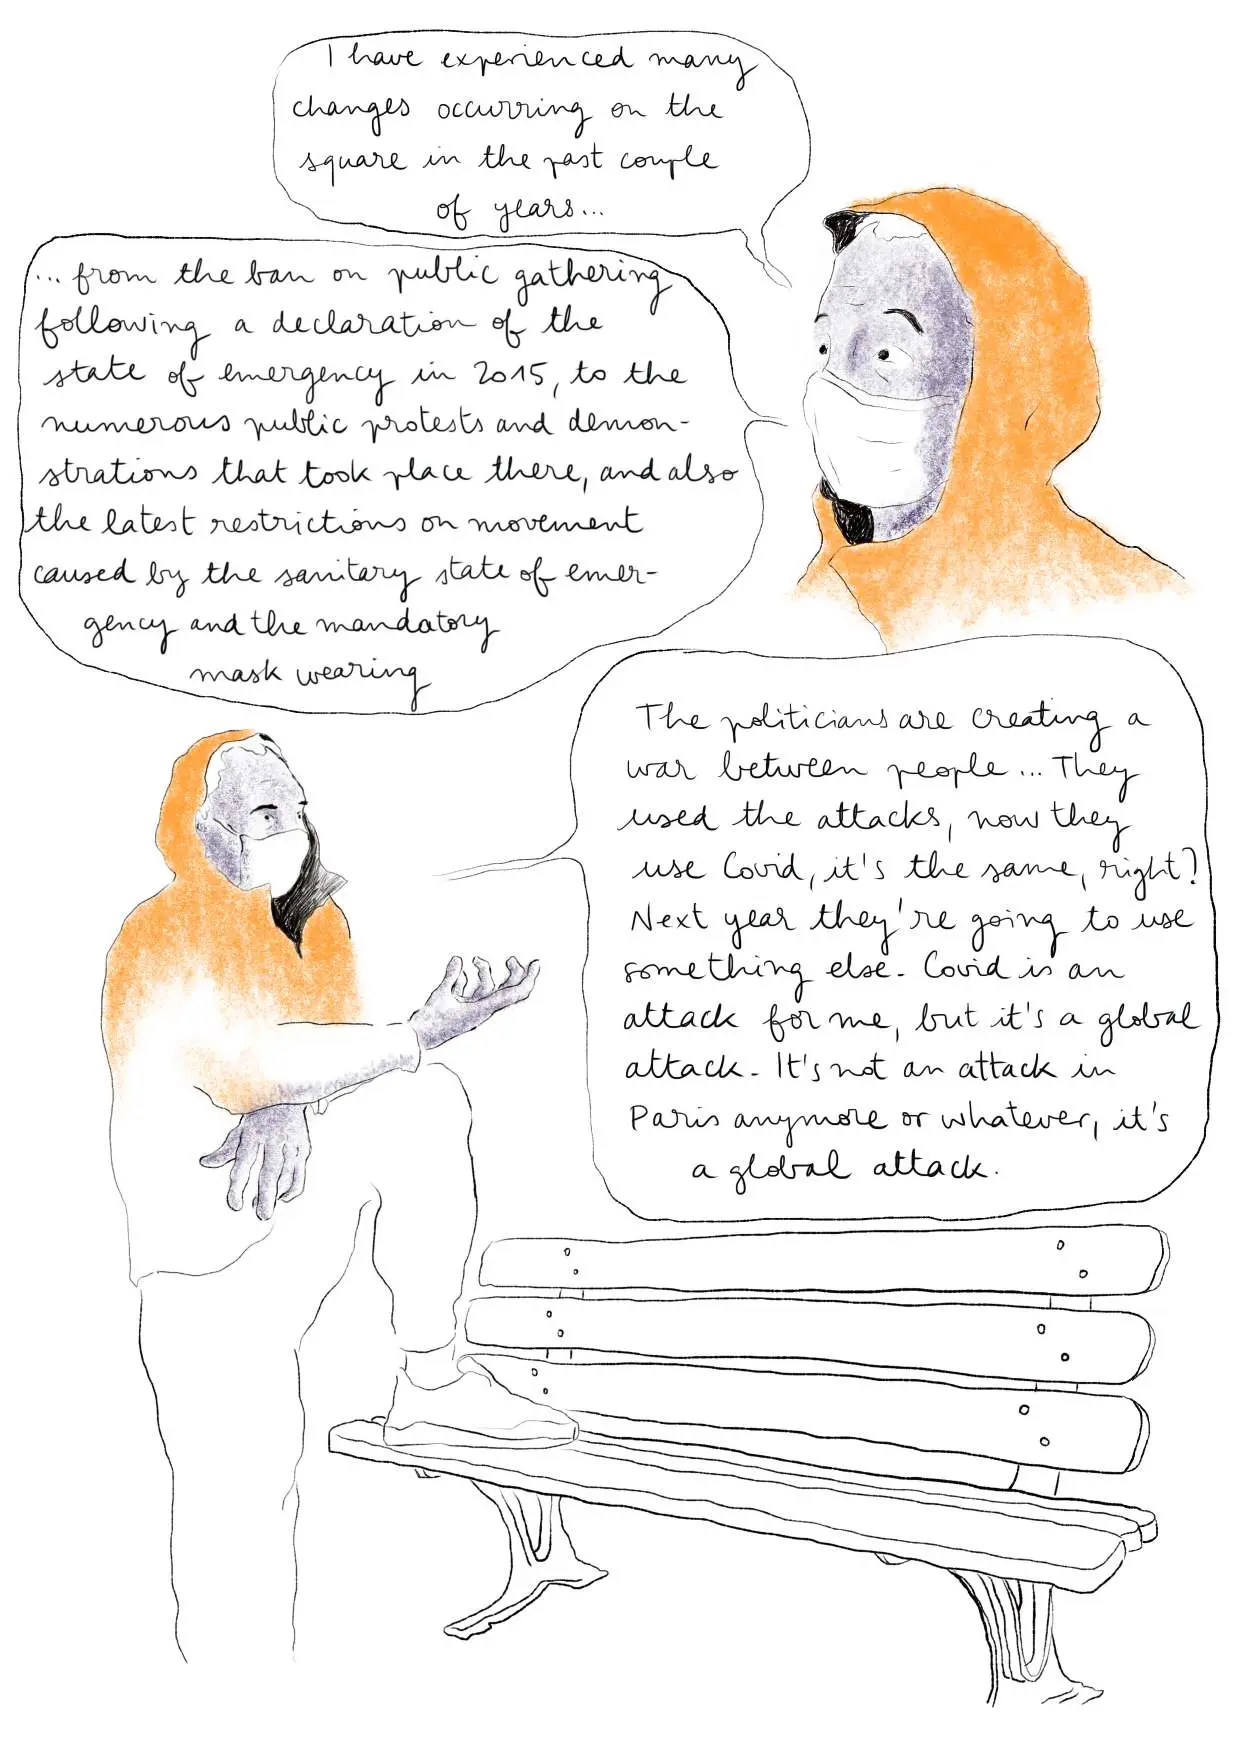 I have experienced many
changes occurring on the
square in the past couple
of years...
... from the ban on public gathering
following a declaration of the
state of emergency in 2015, to the
numerous public protests and demon-
strations that took place there, and also
the latest restrictions on movement
caused by the sanitary state of emer-
gency and the mandatory
mask wearing
The politicians are creating a
war between people... They
used the attacks, now they
use Covid, it's the same, right?
Next year they're going to use
something else. Covid is an
attack for me, but it's a global
attack. It's not an attack in
Paris anymore or whatever, it's
a global attack.